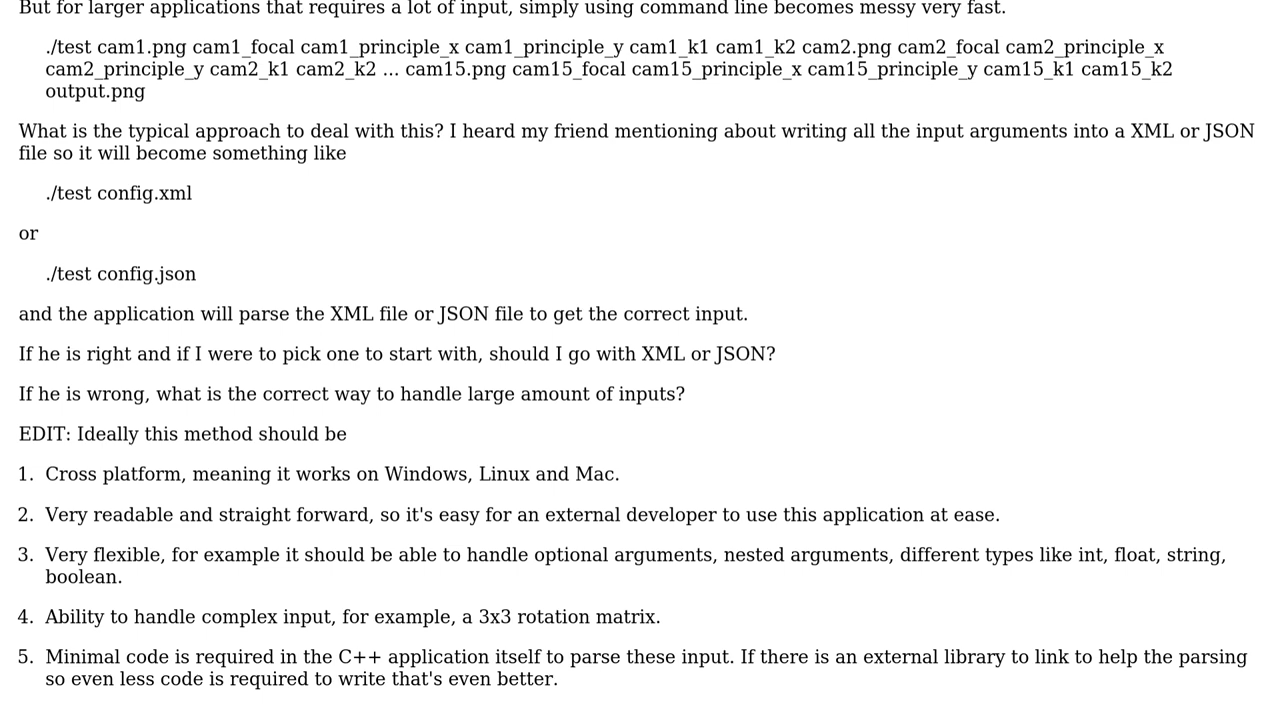 But for larger applications that requires a lot of input, simply using command line becomes messy very fast.
./test cam1.png cam1_focal cam1_principle_x cam1_principle_y cam1_k1 cam1_k2 cam2.png cam2_focal cam2_principle_x
cam2_principle_y cam2_k1 cam2_k2 ... cam15.png cam15_focal cam15_principle_x cam15_principle_y cam15_k1 cam15_k2
output.png
What is the typical approach to deal with this? I heard my friend mentioning about writing all the input arguments into a XML or JSON
file so it will become something like
./test config.xml
or
./test config.json
and the application will parse the XML file or JSON file to get the correct input.
If he is right and if I were to pick one to start with, should I go with XML or JSON?
If he is wrong, what is the correct way to handle large amount of inputs?
EDIT: Ideally this method should be
1. Cross platform, meaning it works on Windows, Linux and Mac.
2. Very readable and straight forward, so it's easy for an external developer to use this application at ease.
3. Very flexible, for example it should be able to handle optional arguments, nested arguments, different types like int, float, string,
boolean.
4. Ability to handle complex input, for example, a 3x3 rotation matrix.
5. Minimal code is required in the C++ application itself to parse these input. If there is an external library to link to help the parsing
so even less code is required to write that's even better.